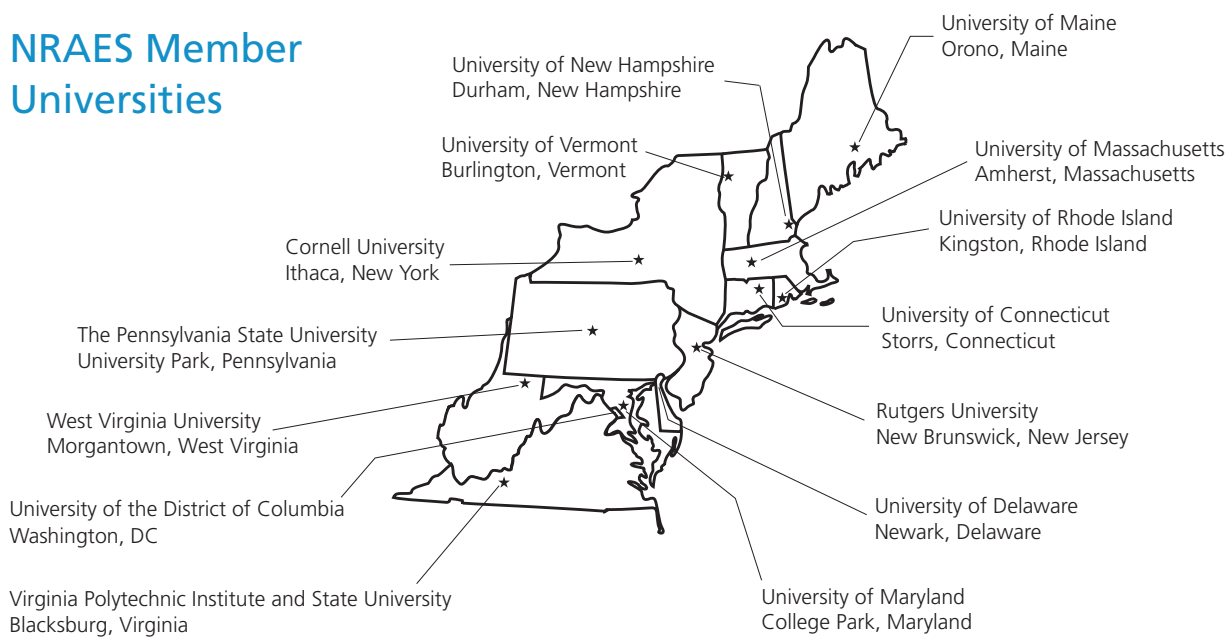 NRAES Member
Universities
University of Maine
Orono, Maine
University of New Hampshire
Durham, New Hampshire
University of Vermont
Burlington, Vermont
University of Massachusetts
Amherst, Massachusetts
University of Rhode Island
Kingston, Rhode Island
Cornell University
Ithaca, New York
University of Connecticut
Storrs, Connecticut
The Pennsylvania State University
University Park, Pennsylvania
Rutgers University
New Brunswick, New Jersey
West Virginia University
Morgantown, West Virginia
University of Delaware
Newark, Delaware
University of the District of Columbia
Washington, DC
University of Maryland
College Park, Maryland
Virginia Polytechnic Institute and State University
Blacksburg, Virginia